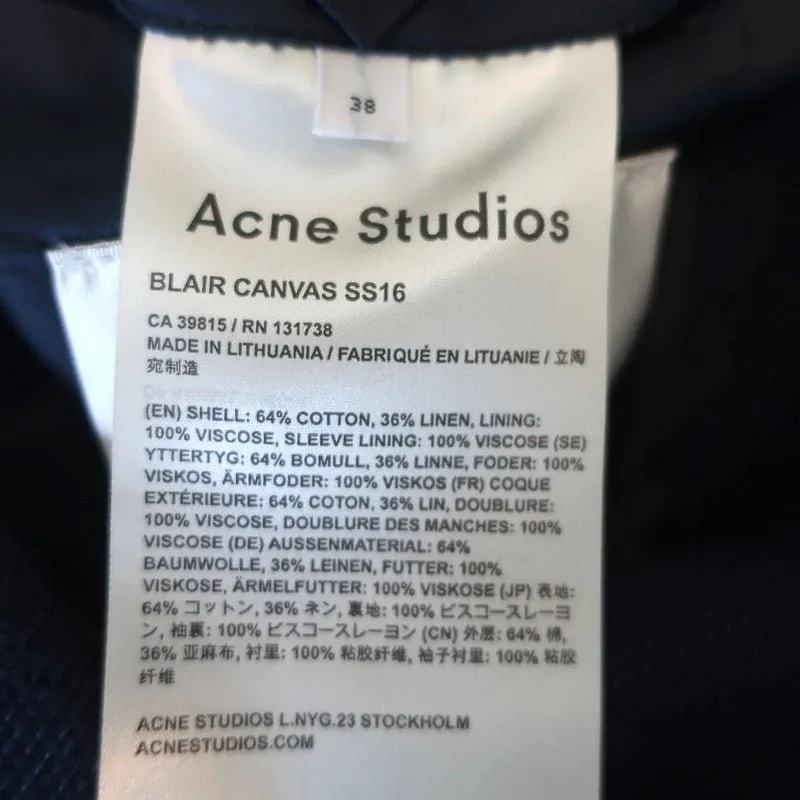 38
Acne Studios
BLAIR CANVAS SS16
CA 39815 / RN 131738
MADE IN LITHUANIA / FABRIQUÉ EN LITUANIE / 立陶
宛制造
(EN) SHELL: 64% COTTON, 36% LINEN, LINING:
100% VISCOSE, SLEEVE LINING: 100% VISCOSE (SE)
YTTERTYG: 64% BOMULL, 36% LINNE, FODER: 100%
VISKOS, ÄRMFODER: 100% VISKOS (FR) COQUE
EXTÉRIEURE: 64% COTON, 36% LIN, DOUBLURE:
100% VISCOSE, DOUBLURE DES MANCHES: 100%
VISCOSE (DE) AUSSENMATERIAL: 64%
BAUMWOLLE, 36% LEINEN, FUTTER: 100%
VISKOSE, ÄRMELFUTTER: 100% VISKOSE (JP) 表地:
64% コットン, 36% ネン, 裏地: 100% ビスコースレーヨ
ン, 袖裏: 100% ビスコースレーヨン (CN) 外层: 64% 棉,
36% 亚麻布, 衬里: 100% 粘胶纤维, 袖子衬里: 100% 粘胶
纤维
ACNE STUDIOS L.NYG.23 STOCKHOLM
ACNESTUDIOS.COM